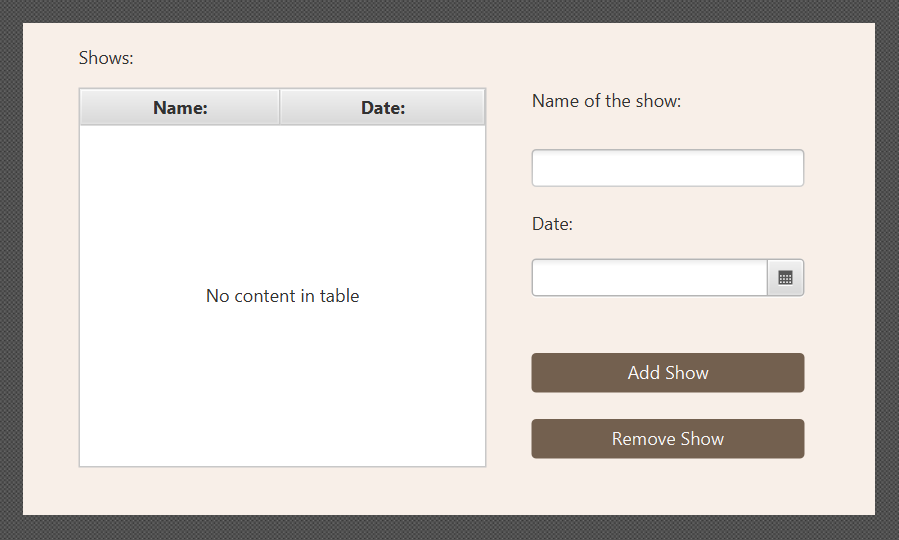 Shows:
Name: Date:
No content in table
Name of the show:
Date:
Add Show
Remove Show